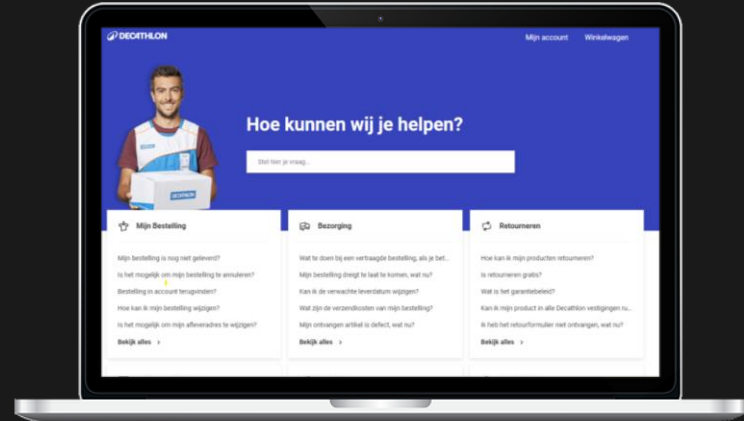 DECATHLON
Mijn account Winkelwagen
Hoe kunnen wij je helpen?
Stel hier je vraag...
DECATHLON
Mijn Bestelling
Mijn bestelling is nog niet geleverd?
Is het mogelijk om mijn bestelling te annuleren?
Bestelling in account terugvinden?
Hoe kan ik mijn bestelling wijzigen?
Is het mogelijk om mijn afleveradres te wijzigen?
Bekijk alles >
Bezorging
Wat te doen bij een vertraagde bestelling, als je bet...
Mijn bestelling dreigt te laat te komen, wat nu?
Kan ik de verwachte leverdatum wijzigen?
Wat zijn de verzendkosten van mijn bestelling?
Mijn ontvangen artikel is defect, wat nu?
Bekijk alles >
Retourneren
Hoe kan ik mijn producten retourneren?
Is retourneren gratis?
Wat is het garantiebeleid?
Kan ik mijn product in alle Decathlon vestigingen ru...
Ik heb het retourformulier niet ontvangen, wat nu?
Bekijk alles >